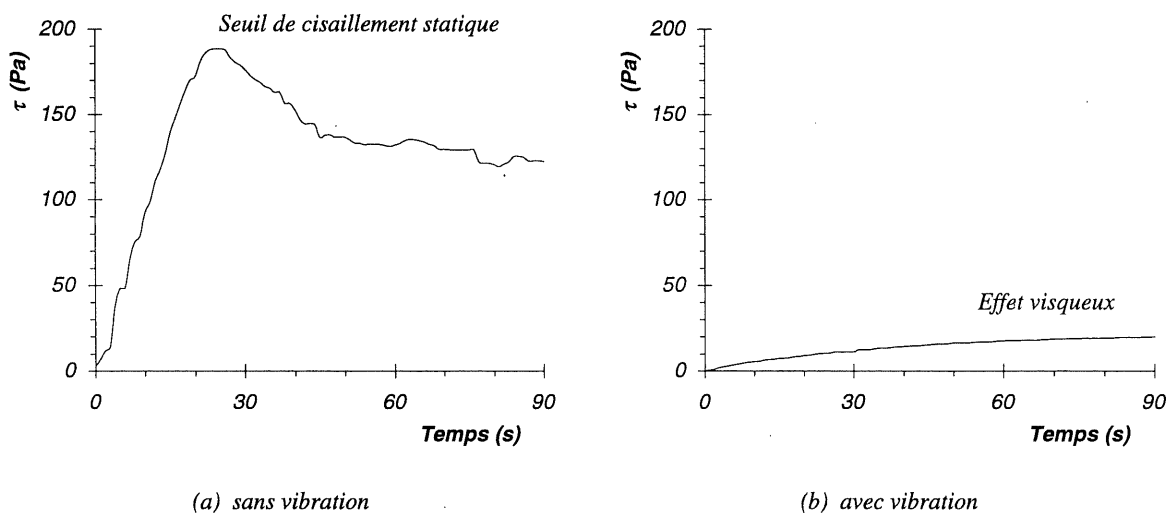 Seuil de cisaillement statique
200
150
100
50
0
τ (Pa)
0 30 60 90
Temps (s)
(a) sans vibration
200
150
100
50
0
τ (Pa)
Effet visqueux
0 30 60 90
Temps (s)
(b) avec vibration